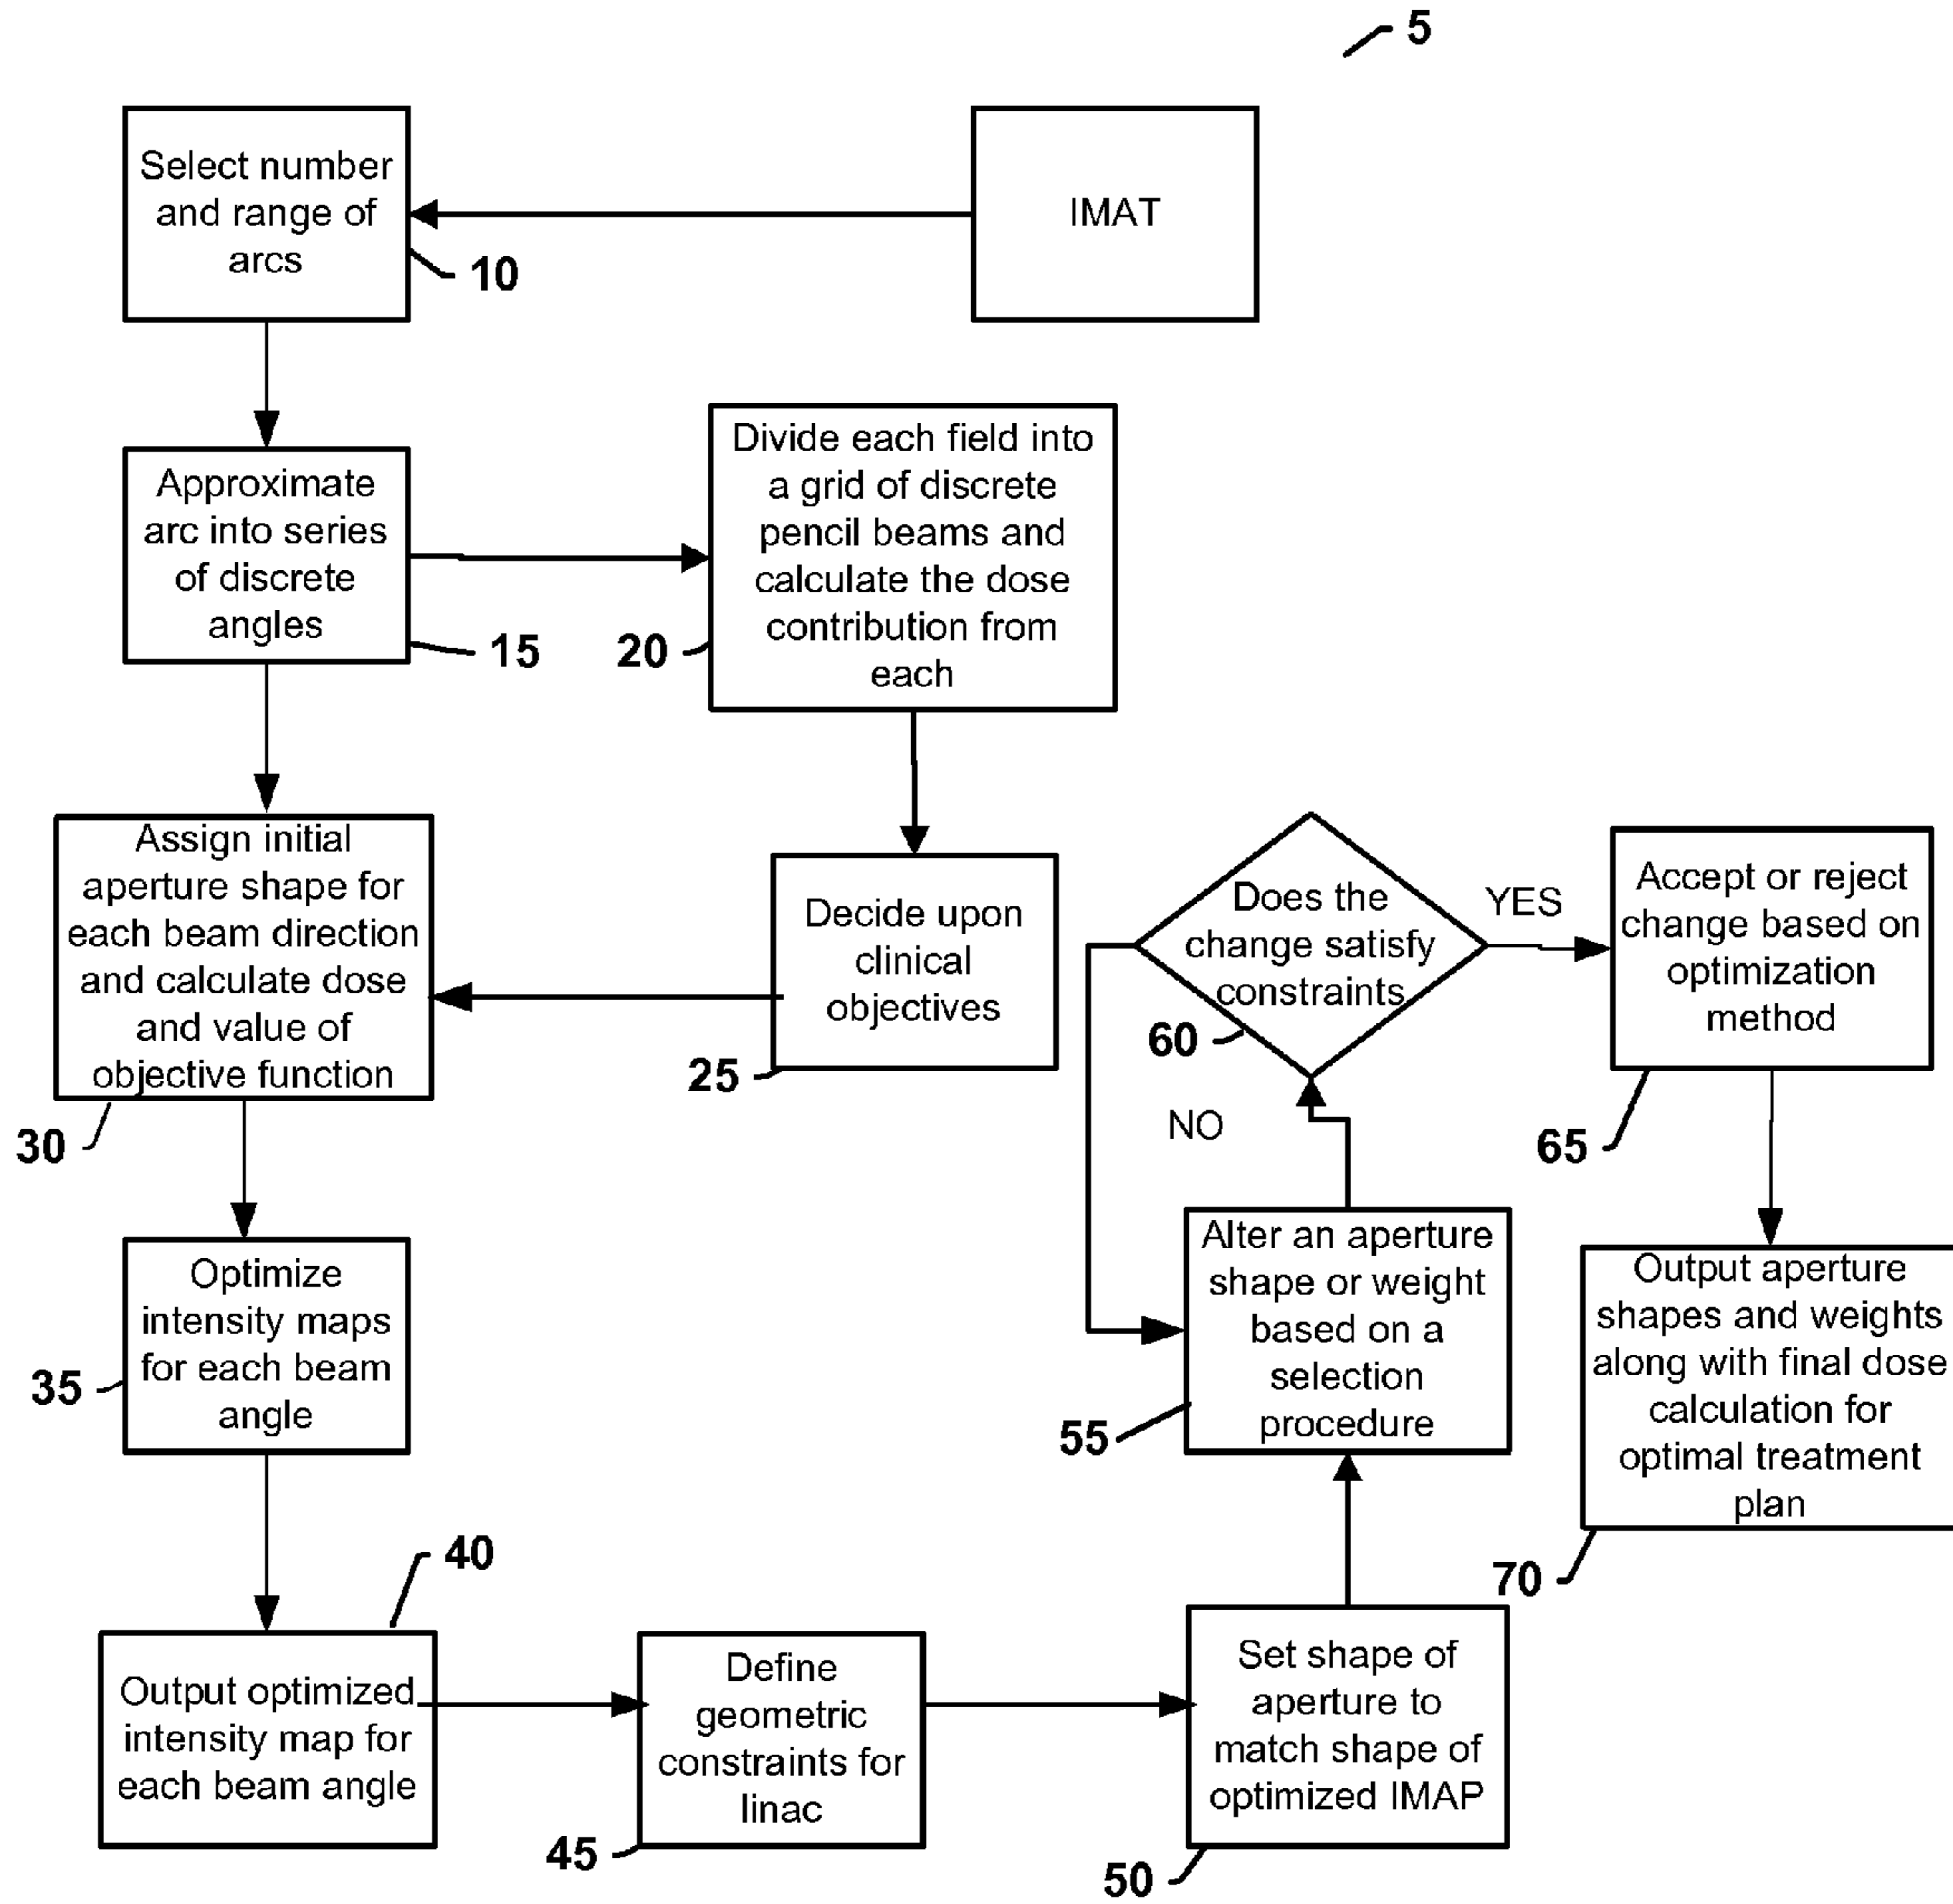 5
Select number
and range of
arcs
10
IMAT
Approximate
arc into series
of discrete
angles
15
Divide each field into
a grid of discrete
pencil beams and
calculate the dose
contribution from
each
20
Decide upon
clinical
objectives
25
Assign initial
aperture shape for
each beam direction
and calculate dose
and value of
objective function
30
Optimize
intensity maps
for each beam
angle
35
Output optimized
intensity map for
each beam angle
40
Define
geometric
constraints for
linac
45
Set shape of
aperture to
match shape of
optimized IMAP
50
Alter an aperture
shape or weight
based on a
selection
procedure
55
Does the
change satisfy
constraints
60
NO
YES
Accept or reject
change based on
optimization
method
65
Output aperture
shapes and weights
along with final dose
calculation for
optimal treatment
plan
70